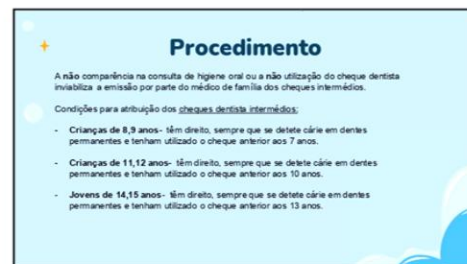 Procedimento
A não comparência na consulta de higiene oral ou a não utilização do cheque dentista
inviabiliza a emissão por parte do médico de família dos cheques intermédios.
Condições para atribuição dos cheques dentista intermédios:
- Crianças de 8,9 anos- têm direito, sempre que se detete cárie em dentes
permanentes e tenham utilizado o cheque anterior aos 7 anos.
- Crianças de 11,12 anos- têm direito, sempre que se detete cárie em dentes
permanentes e tenham utilizado o cheque anterior aos 10 anos.
- Jovens de 14,15 anos- têm direito, sempre que se detete cárie em dentes
permanentes e tenham utilizado o cheque anterior aos 13 anos.